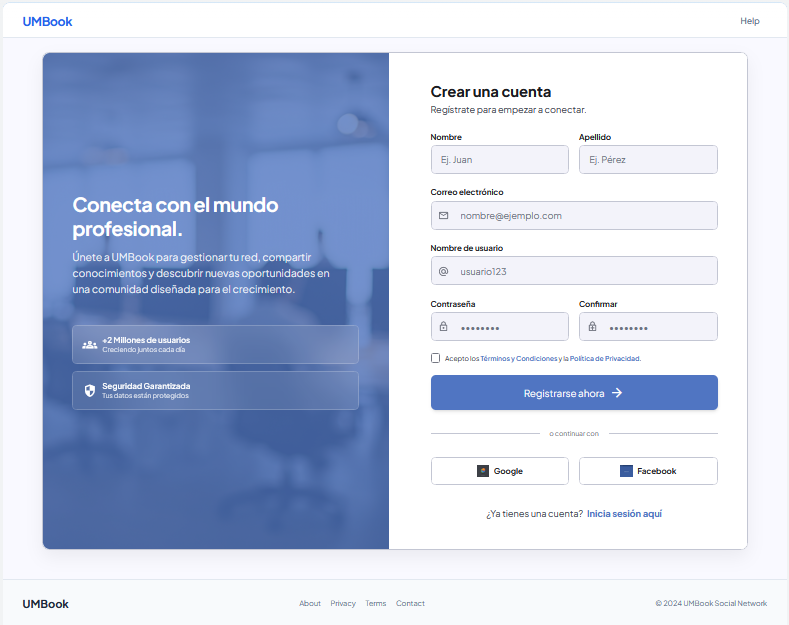 UMBook
Help
Conecta con el mundo
profesional.
Únete a UMBook para gestionar tu red, compartir
conocimientos y descubrir nuevas oportunidades en
una comunidad diseñada para el crecimiento.
+2 Millones de usuarios
Creciendo juntos cada día
Seguridad Garantizada
Tus datos están protegidos
Crear una cuenta
Regístrate para empezar a conectar.
Nombre
Apellido
Ej. Juan
Ej. Pérez
Correo electrónico
nombre@ejemplo.com
Nombre de usuario
@ usuario123
Contraseña
Confirmar
••••••••
••••••••
Acepto los Términos y Condiciones y la Política de Privacidad.
Registrarse ahora →
o continuar con
Google
Facebook
¿Ya tienes una cuenta? Inicia sesión aquí
UMBook
About Privacy Terms Contact
© 2024 UMBook Social Network